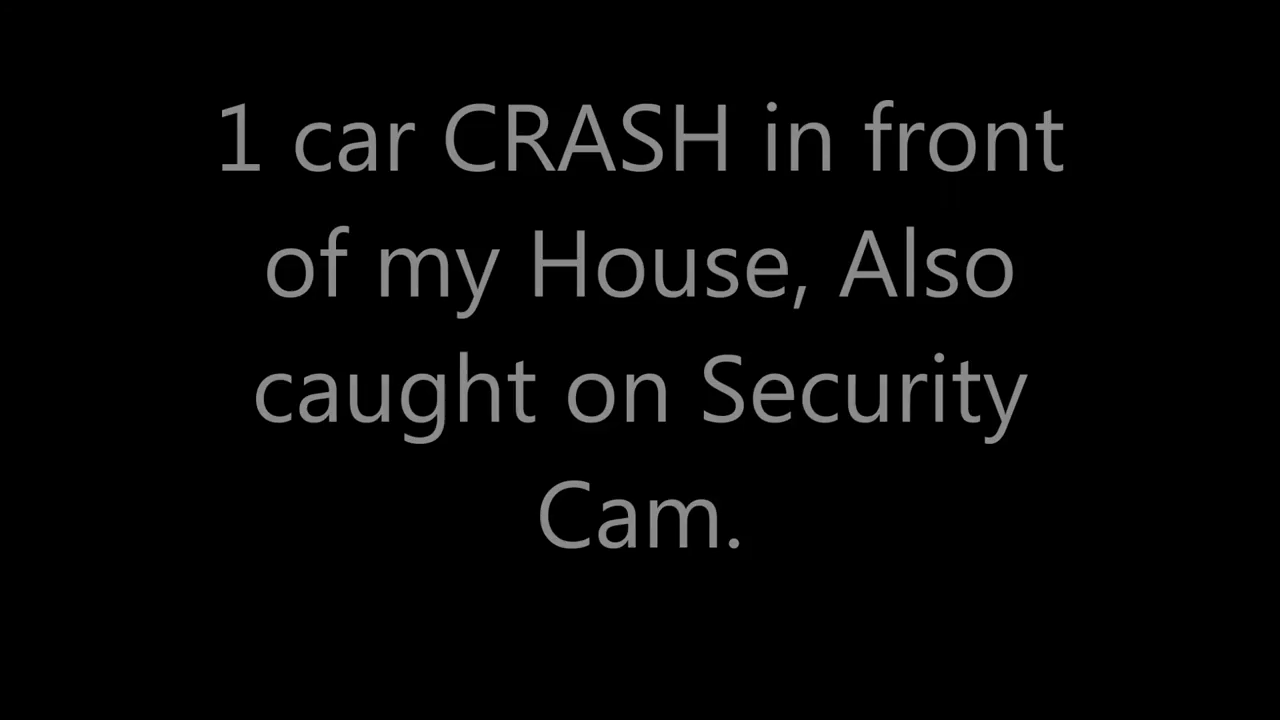 1 car CRASH in front
of my House, Also
caught on Security
Cam.